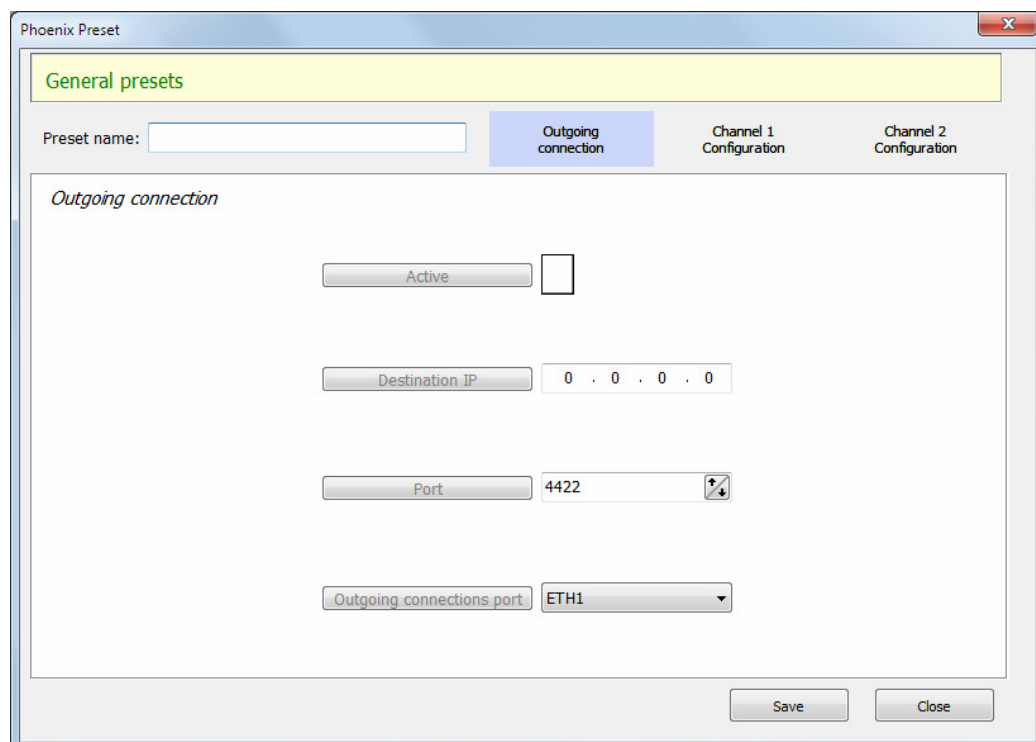 Phoenix Preset
General presets
Preset name:
Outgoing
connection
Channel 1
Configuration
Channel 2
Configuration
Outgoing connection
Active
Destination IP
0 . 0 . 0 . 0
Port
4422
Outgoing connections port
ETH1
Save
Close